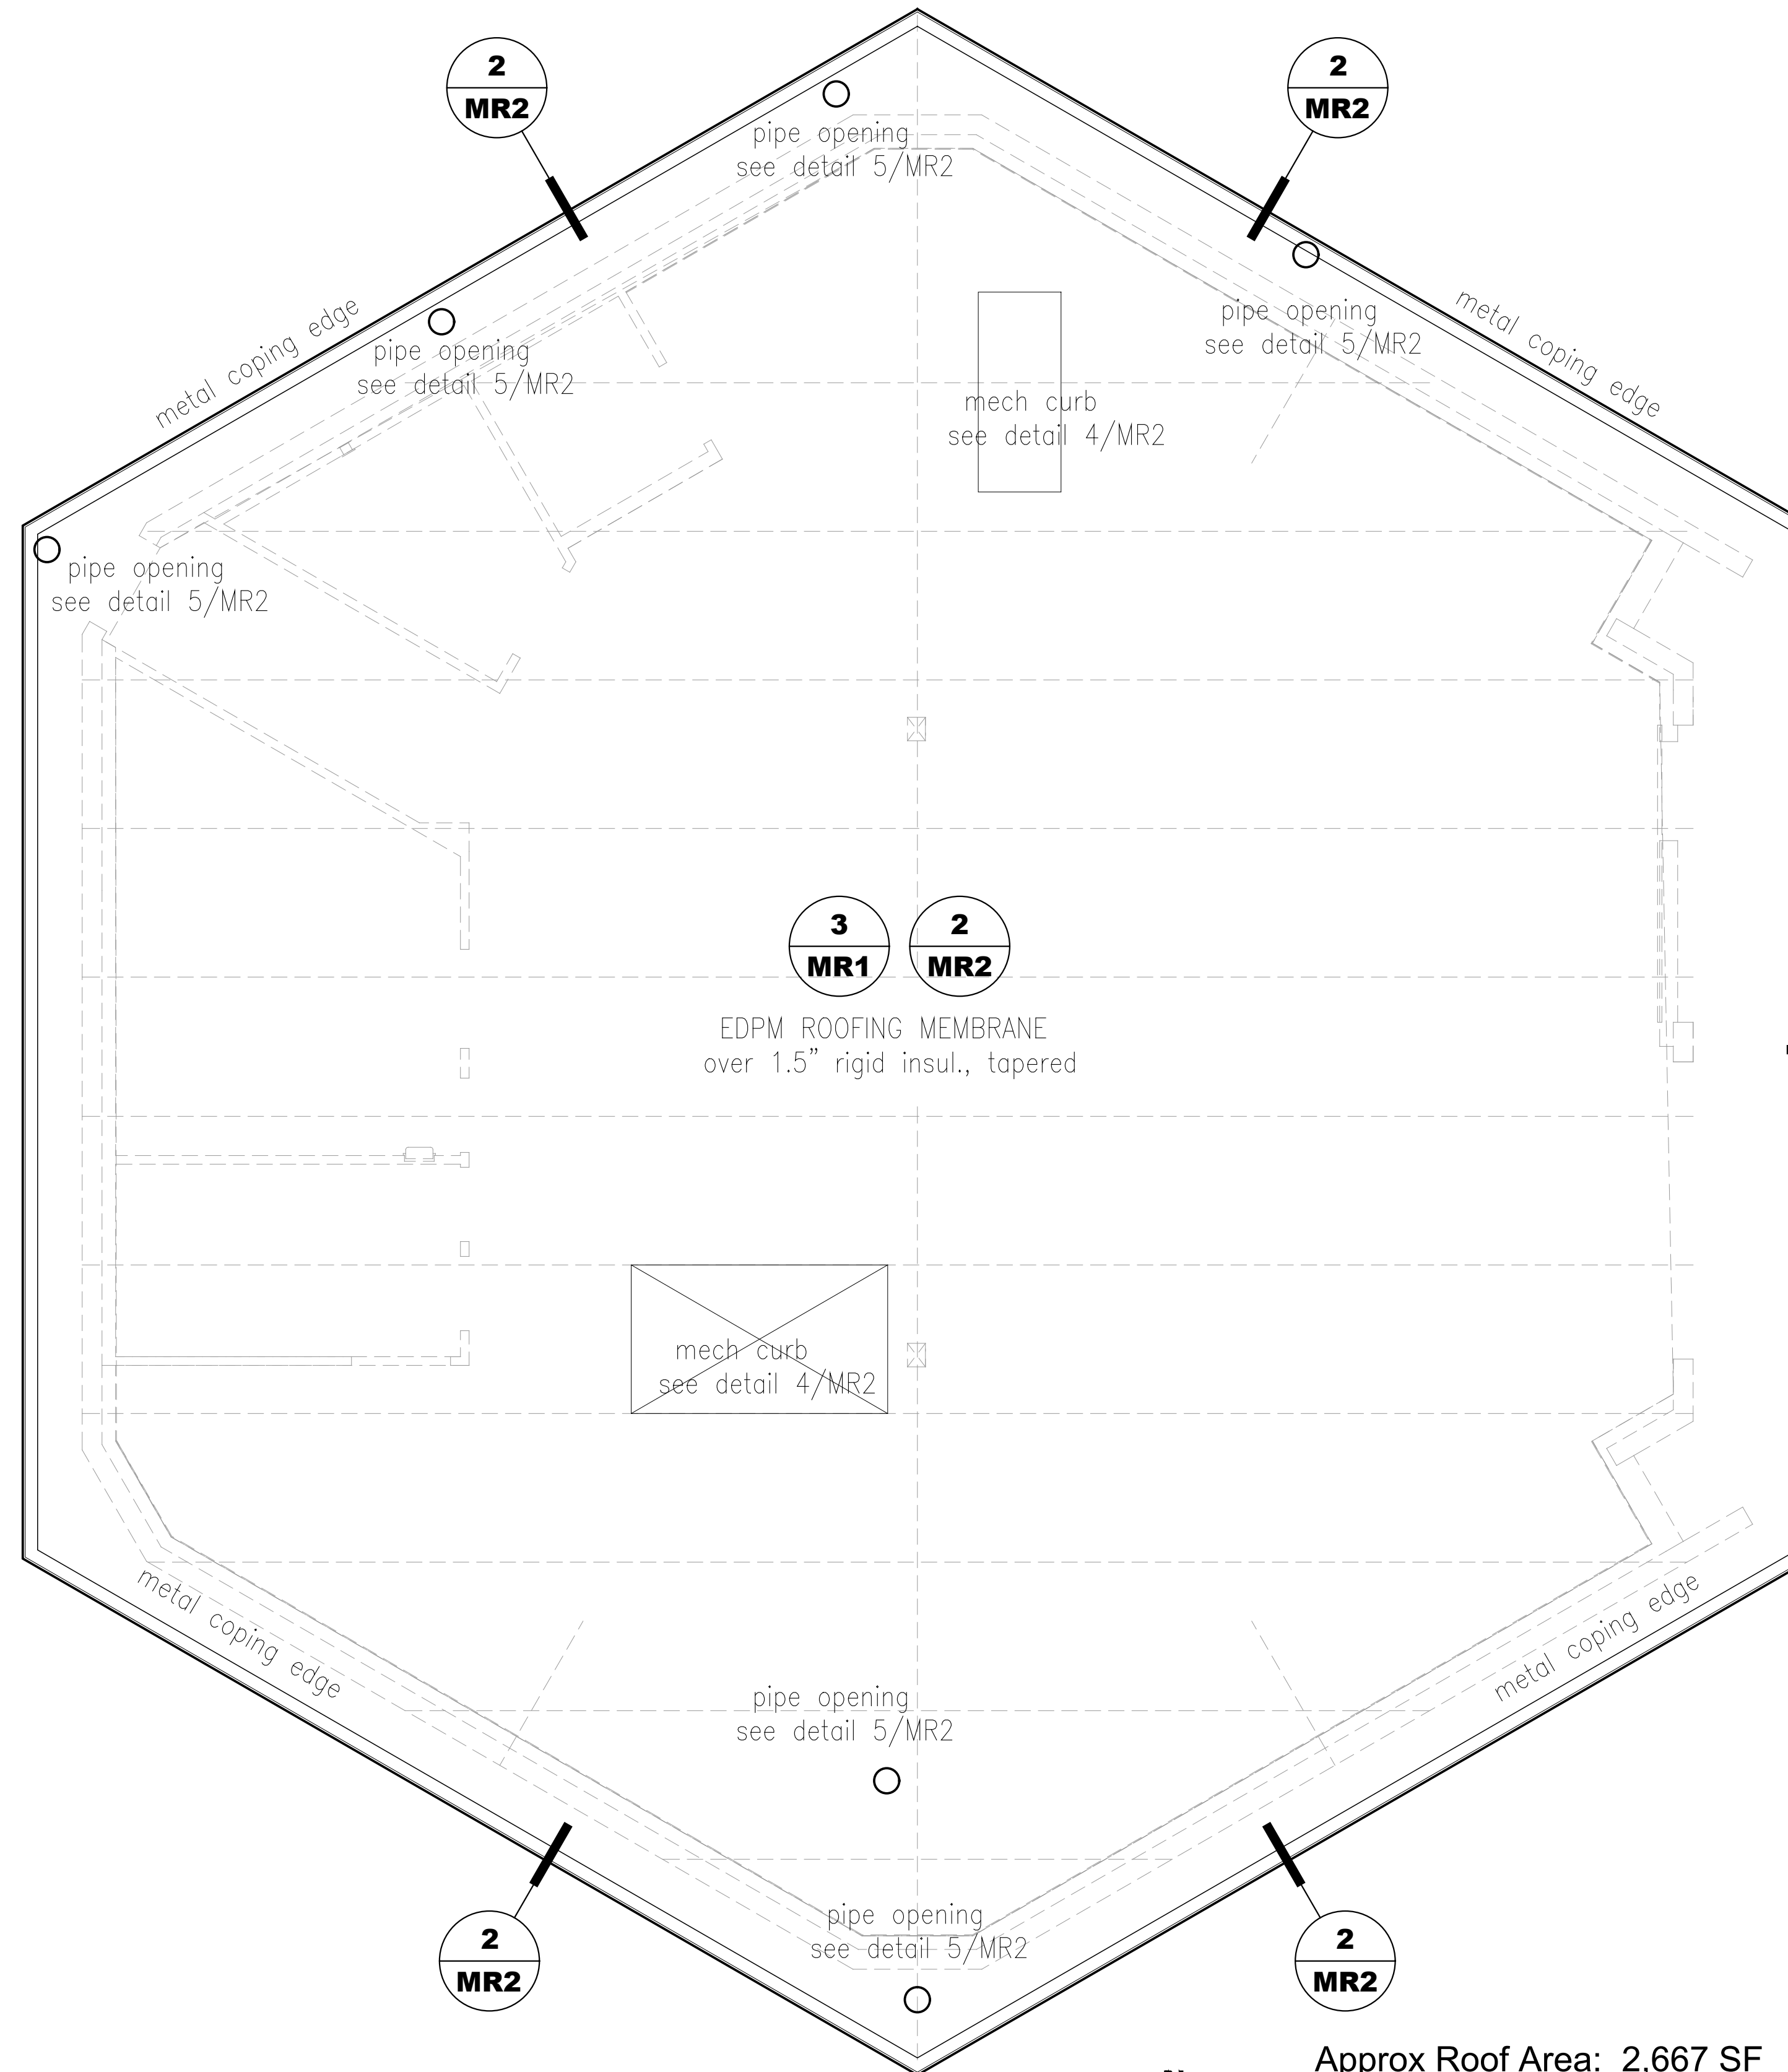 2
MR2
2
MR2
pipe opening
see detail 5/MR2
metal coping edge
pipe opening
see detail 5/MR2
pipe opening
see detail 5/MR2
metal coping edge
mech curb
see detail 4/MR2
pipe opening
see detail 5/MR2
3
MR1
2
MR2
EDPM ROOFING MEMBRANE
over 1.5” rigid insul., tapered
mech curb
see detail 4/MR2
metal coping edge
metal coping edge
pipe opening
see detail 5/MR2
pipe opening
see detail 5/MR2
2
MR2
2
MR2
Approx Roof Area: 2,667 SF